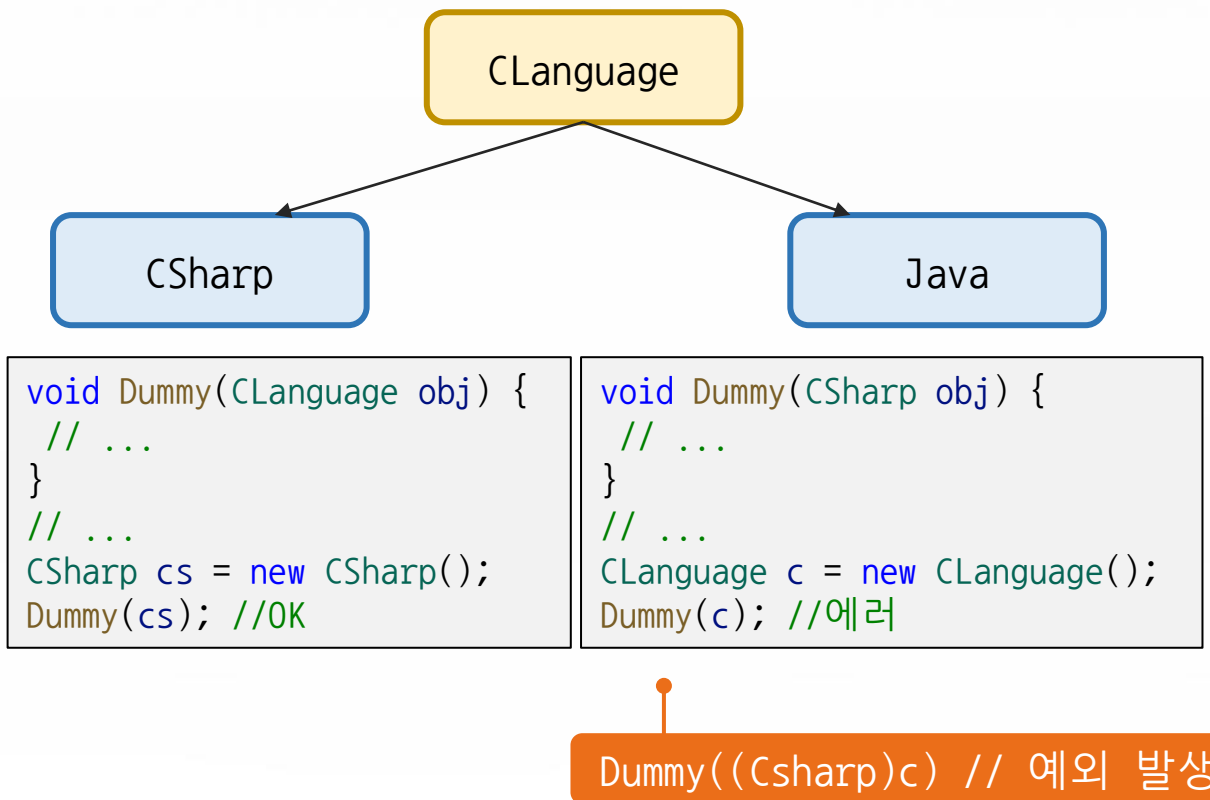 CLanguage
CSharp
Java
void Dummy(CLanguage obj) {
// ...
}
// ...
CSharp cs = new CSharp();
Dummy(cs); //OK
void Dummy(CSharp obj) {
// ...
}
// ...
CLanguage c = new CLanguage();
Dummy(c); //에러
Dummy((Csharp)c) // 예외 발생